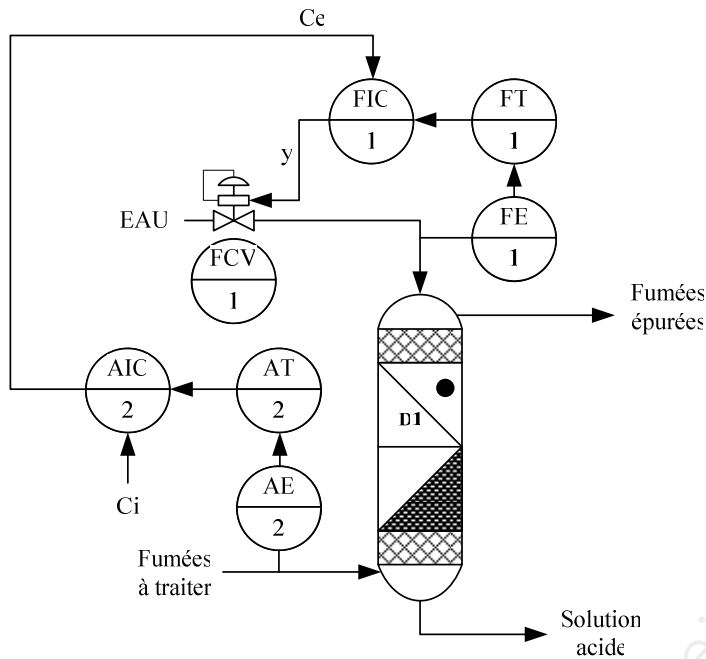 Ce
FIC
1
FT
1
y
EAU
FE
1
FCV
1
Fumées
épurées
AIC
2
AT
2
D1
AE
2
Ci
Fumées
à traiter
Solution
acide